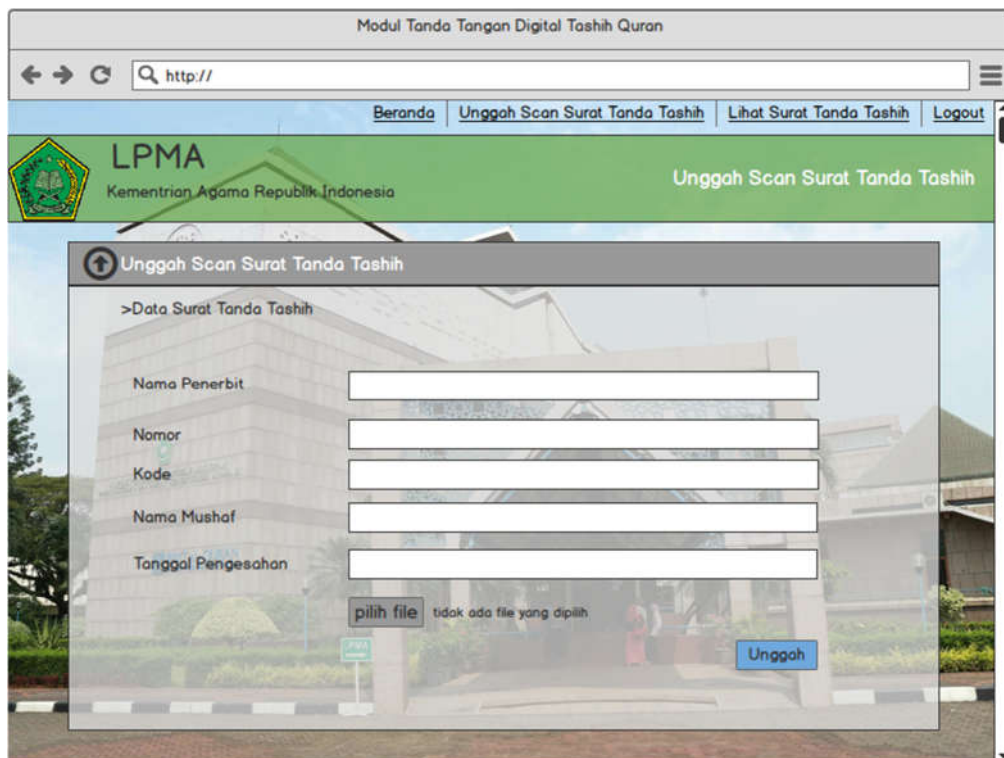 Modul Tanda Tangan Digital Tashih Quran
http://
Beranda Unggah Scan Surat Tanda Tashih Lihat Surat Tanda Tashih Logout
LPMA
Kementrian Agama Republik Indonesia
Unggah Scan Surat Tanda Tashih
Unggah Scan Surat Tanda Tashih
>Data Surat Tanda Tashih
Nama Penerbit
Nomor
Kode
Nama Mushaf
Tanggal Pengesahan
pilih file tidak ada file yang dipilih
Unggah